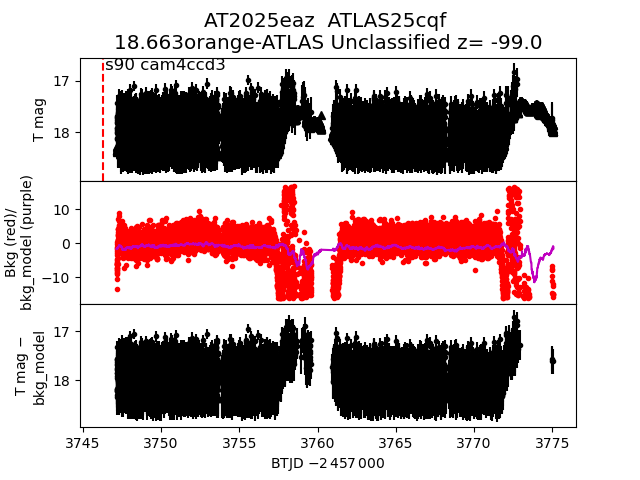 AT2025eaz  ATLAS25cqf
18.663orange-ATLAS Unclassified z= -99.0
s90 cam4ccd3
17
18
T mag
10
0
−10
Bkg (red)/
bkg_model (purple)
17
18
T mag −
bkg_model
3745 3750 3755 3760 3765 3770 3775
BTJD −2 457 000